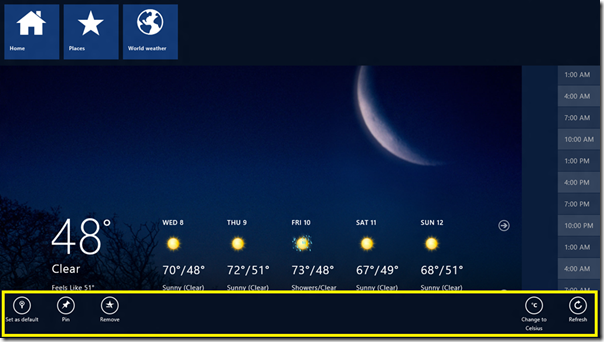 Home
Places
World weather
1:00 AM
4:00 AM
7:00 AM
10:00 AM
1:00 PM
4:00 PM
7:00 PM
10:00 PM
1:00 AM
4:00 AM
7:00 AM
48°
Clear
Feels Like 51°
WED 8
70°/48°
Sunny (Clear)
THU 9
72°/51°
Sunny (Clear)
FRI 10
73°/48°
Showers/Clear
SAT 11
67°/49°
Sunny (Clear)
SUN 12
68°/51°
Sunny (Clear)
Set as default
Pin
Remove
°C
Change to
Celsius
Refresh